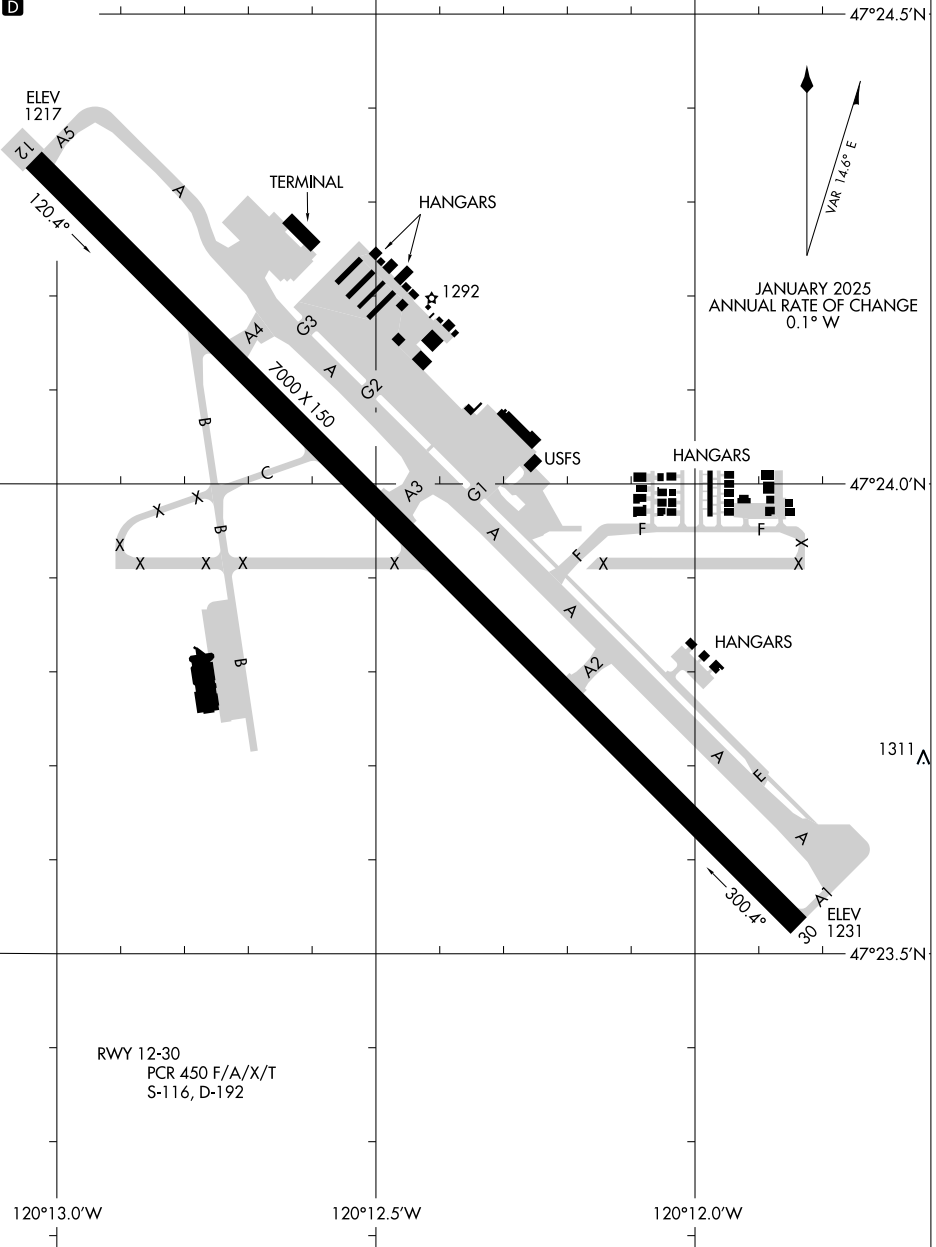 D
47°24.5'N
ELEV
1217
12
A5
A
120.4°
TERMINAL
HANGARS
VAR 14.6° E
1292
JANUARY 2025
ANNUAL RATE OF CHANGE
0.1° W
A4
G3
A
G2
7000 X 150
B
C
USFS
HANGARS
47°24.0'N
A3
G1
X
X
B
A
F
F
X
F
X
X
X
X
X
X
X
A
B
A2
HANGARS
1311
A
E
A
A1
300.4°
30
ELEV
1231
47°23.5'N
RWY 12-30
PCR 450 F/A/X/T
S-116, D-192
120°13.0'W
120°12.5'W
120°12.0'W